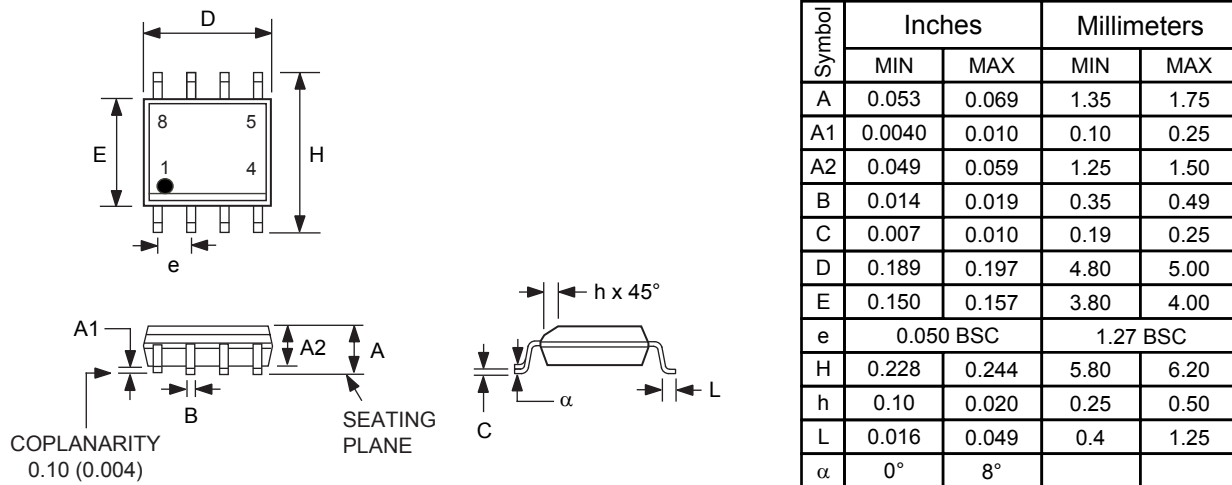 D
8 5
E H
1 4
e
h x 45°
A1
A2 A
B
α L
C
SEATING
PLANE
COPLANARITY
0.10 (0.004)
Symbol Inches Millimeters
MIN MAX MIN MAX
A 0.053 0.069 1.35 1.75
A1 0.0040 0.010 0.10 0.25
A2 0.049 0.059 1.25 1.50
B 0.014 0.019 0.35 0.49
C 0.007 0.010 0.19 0.25
D 0.189 0.197 4.80 5.00
E 0.150 0.157 3.80 4.00
e 0.050 BSC 1.27 BSC
H 0.228 0.244 5.80 6.20
h 0.10 0.020 0.25 0.50
L 0.016 0.049 0.4 1.25
α 0° 8°